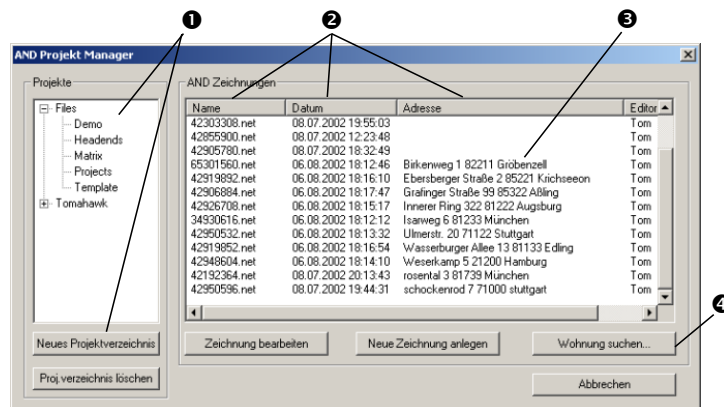 ❶ ❷ ❸
AND Projekt Manager
Projekte
Files
Demo
Headends
Matrix
Projects
Template
Tomahawk
Neues Projektverzeichnis
Proj.verzeichnis löschen
AND Zeichnungen
Name Datum Adresse Editor
42303308.net 08.07.2002 19:55:03 Tom
42855900.net 08.07.2002 12:23:48 Tom
42905780.net 08.07.2002 18:32:49 Tom
65301560.net 06.08.2002 18:12:46 Birkenweg 1 82211 Gröbenzell Tom
42919892.net 06.08.2002 18:16:10 Ebersberger Straße 2 85221 Krichseeon Tom
42906884.net 06.08.2002 18:17:47 Grafinger Straße 99 85322 Aßling Tom
42926708.net 06.08.2002 18:15:17 Innerer Ring 322 81222 Augsburg Tom
34930616.net 06.08.2002 18:12:12 Isarweg 6 81233 München Tom
42950532.net 06.08.2002 18:13:32 Ulmerstr. 20 71122 Stuttgart Tom
42919852.net 06.08.2002 18:16:54 Wasserburger Allee 13 81133 Edling Tom
42948604.net 06.08.2002 18:14:10 Weserkamp 5 21200 Hamburg Tom
42192364.net 08.07.2002 20:13:43 rosental 3 81739 München Tom
42950596.net 08.07.2002 19:44:31 schockenrod 7 71000 stuttgart Tom
❹
Zeichnung bearbeiten Neue Zeichnung anlegen Wohnung suchen...
Abbrechen